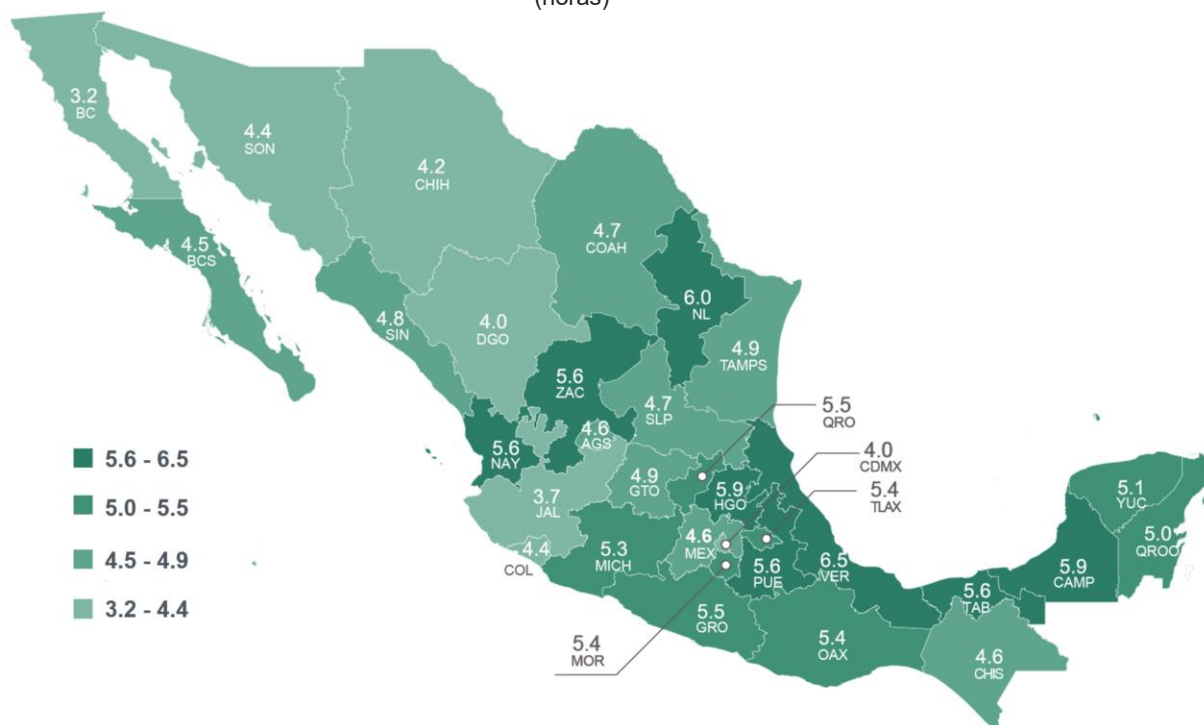 (horas)
3.2
BC
4.4
SON
4.2
CHIH
4.7
COAH
4.5
BCS
6.0
NL
4.8
SIN
4.0
DGO
4.9
TAMPS
5.6
ZAC
4.7
SLP
5.5
QRO
4.6
AGS
5.6
NAY
4.0
CDMX
4.9
GTO
5.9
HGO
5.4
TLAX
3.7
JAL
5.1
YUC
4.6
MEX
5.0
QROO
4.4
COL
5.3
MICH
5.6
PUE
6.5
VER
5.9
CAMP
5.6
TAB
5.5
GRO
5.4
OAX
5.4
MOR
4.6
CHIS
5.6 - 6.5
5.0 - 5.5
4.5 - 4.9
3.2 - 4.4